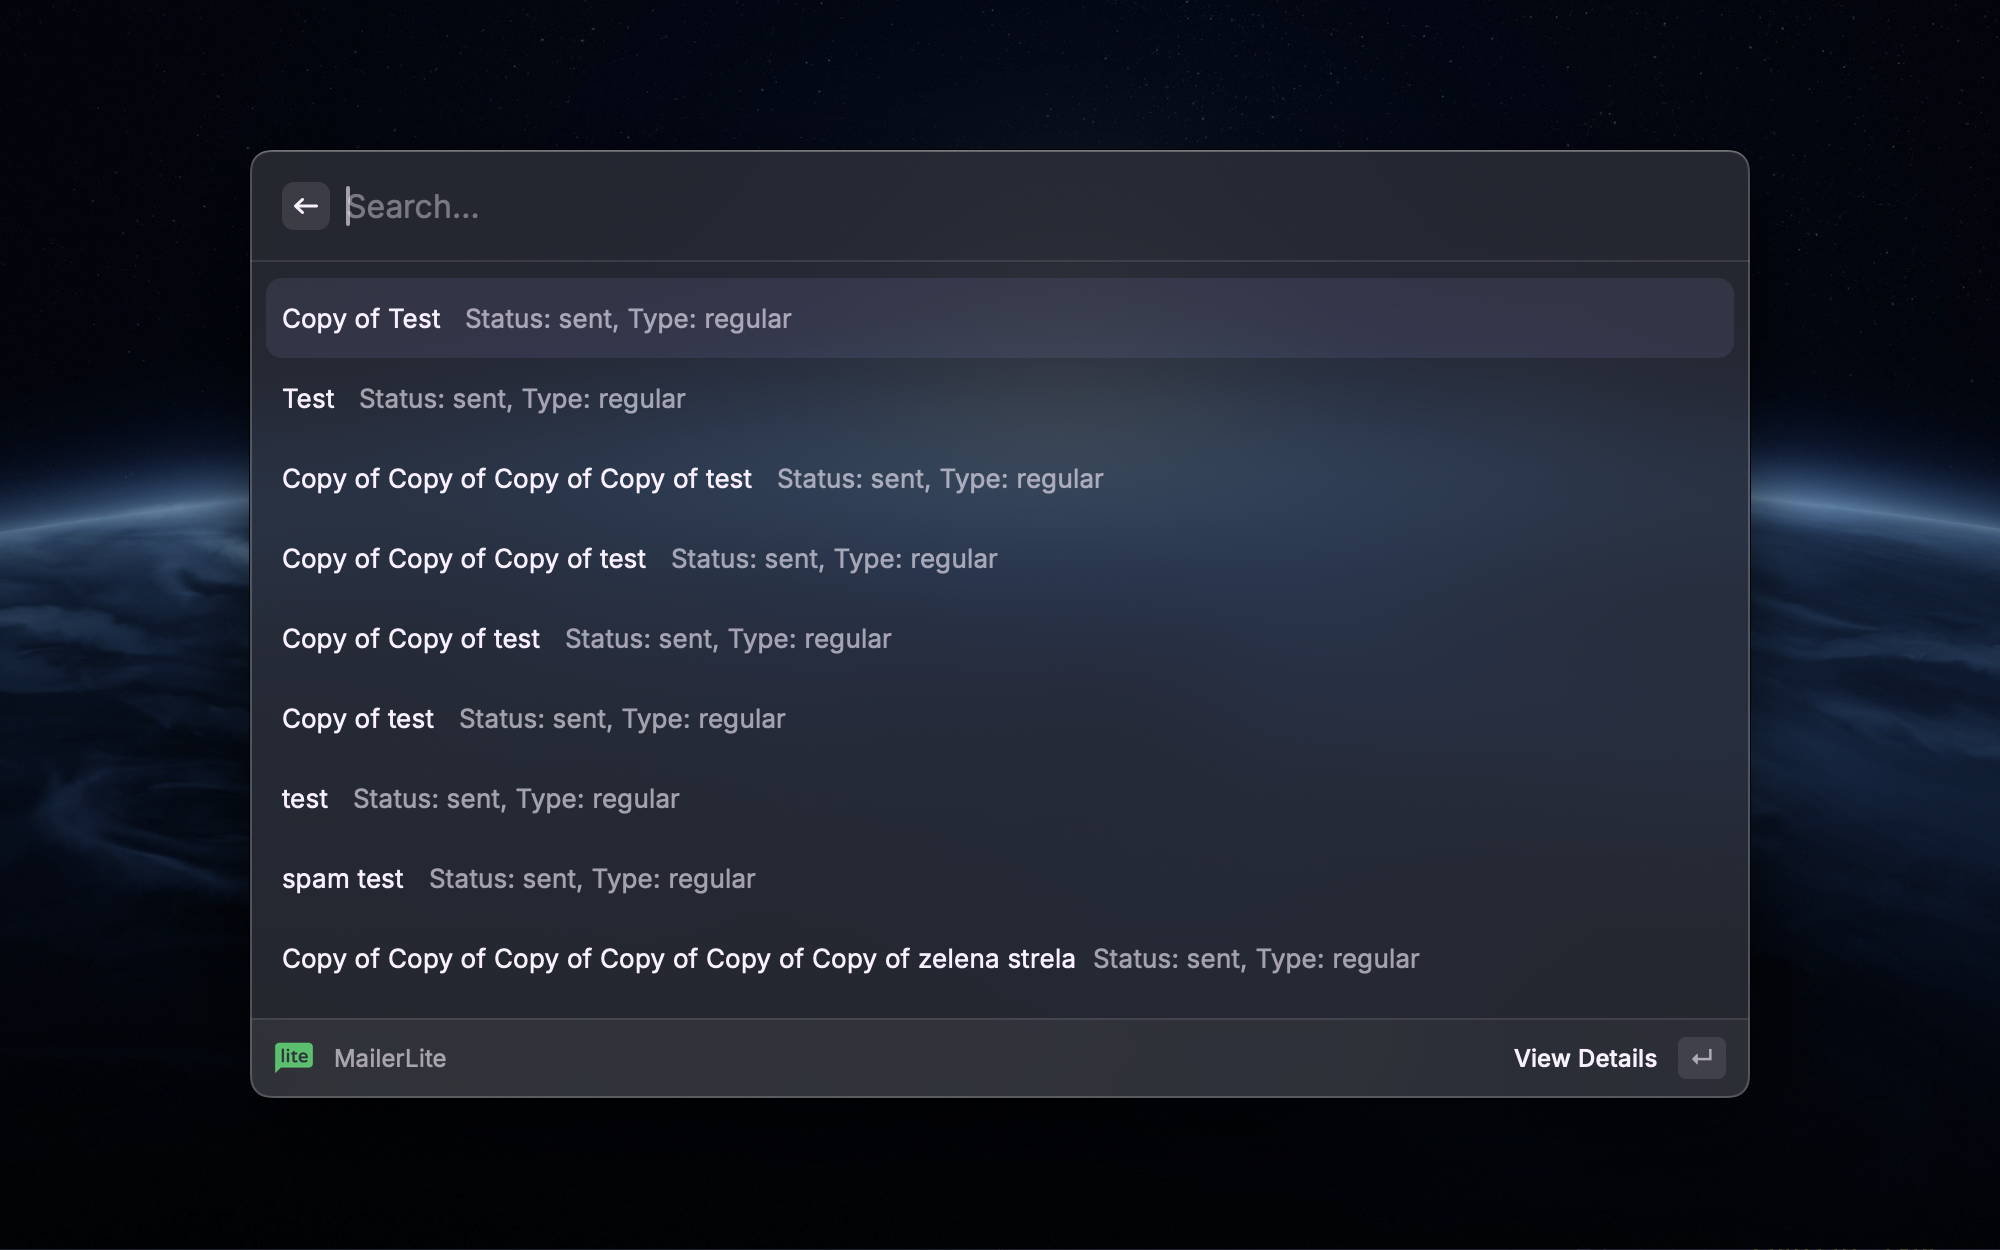 Search...
Copy of Test Status: sent, Type: regular
Test Status: sent, Type: regular
Copy of Copy of Copy of Copy of test Status: sent, Type: regular
Copy of Copy of Copy of test Status: sent, Type: regular
Copy of Copy of test Status: sent, Type: regular
Copy of test Status: sent, Type: regular
test Status: sent, Type: regular
spam test Status: sent, Type: regular
Copy of Copy of Copy of Copy of Copy of Copy of zelena strela Status: sent, Type: regular
lite MailerLite View Details